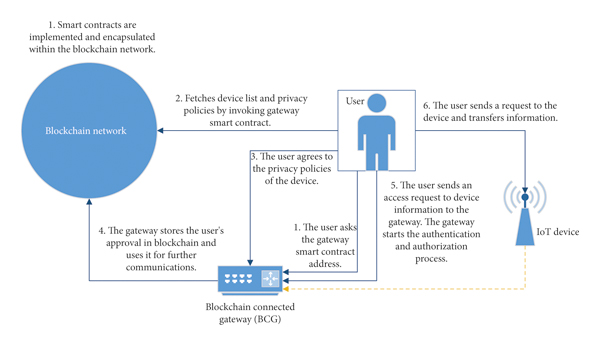 1. Smart contracts are
implemented and encapsulated
within the blockchain network.
Blockchain network
2. Fetches device list and privacy
policies by invoking gateway
smart contract.
User
6. The user sends a request to the
device and transfers information.
3. The user agrees to
the privacy policies
of the device.
5. The user sends an
access request to device
information to the
gateway. The gateway
starts the authentication
and authorization
process.
IoT device
4. The gateway stores the user's
approval in blockchain and
uses it for further
communications.
1. The user asks
the gateway
smart contract
address.
Blockchain connected
gateway (BCG)